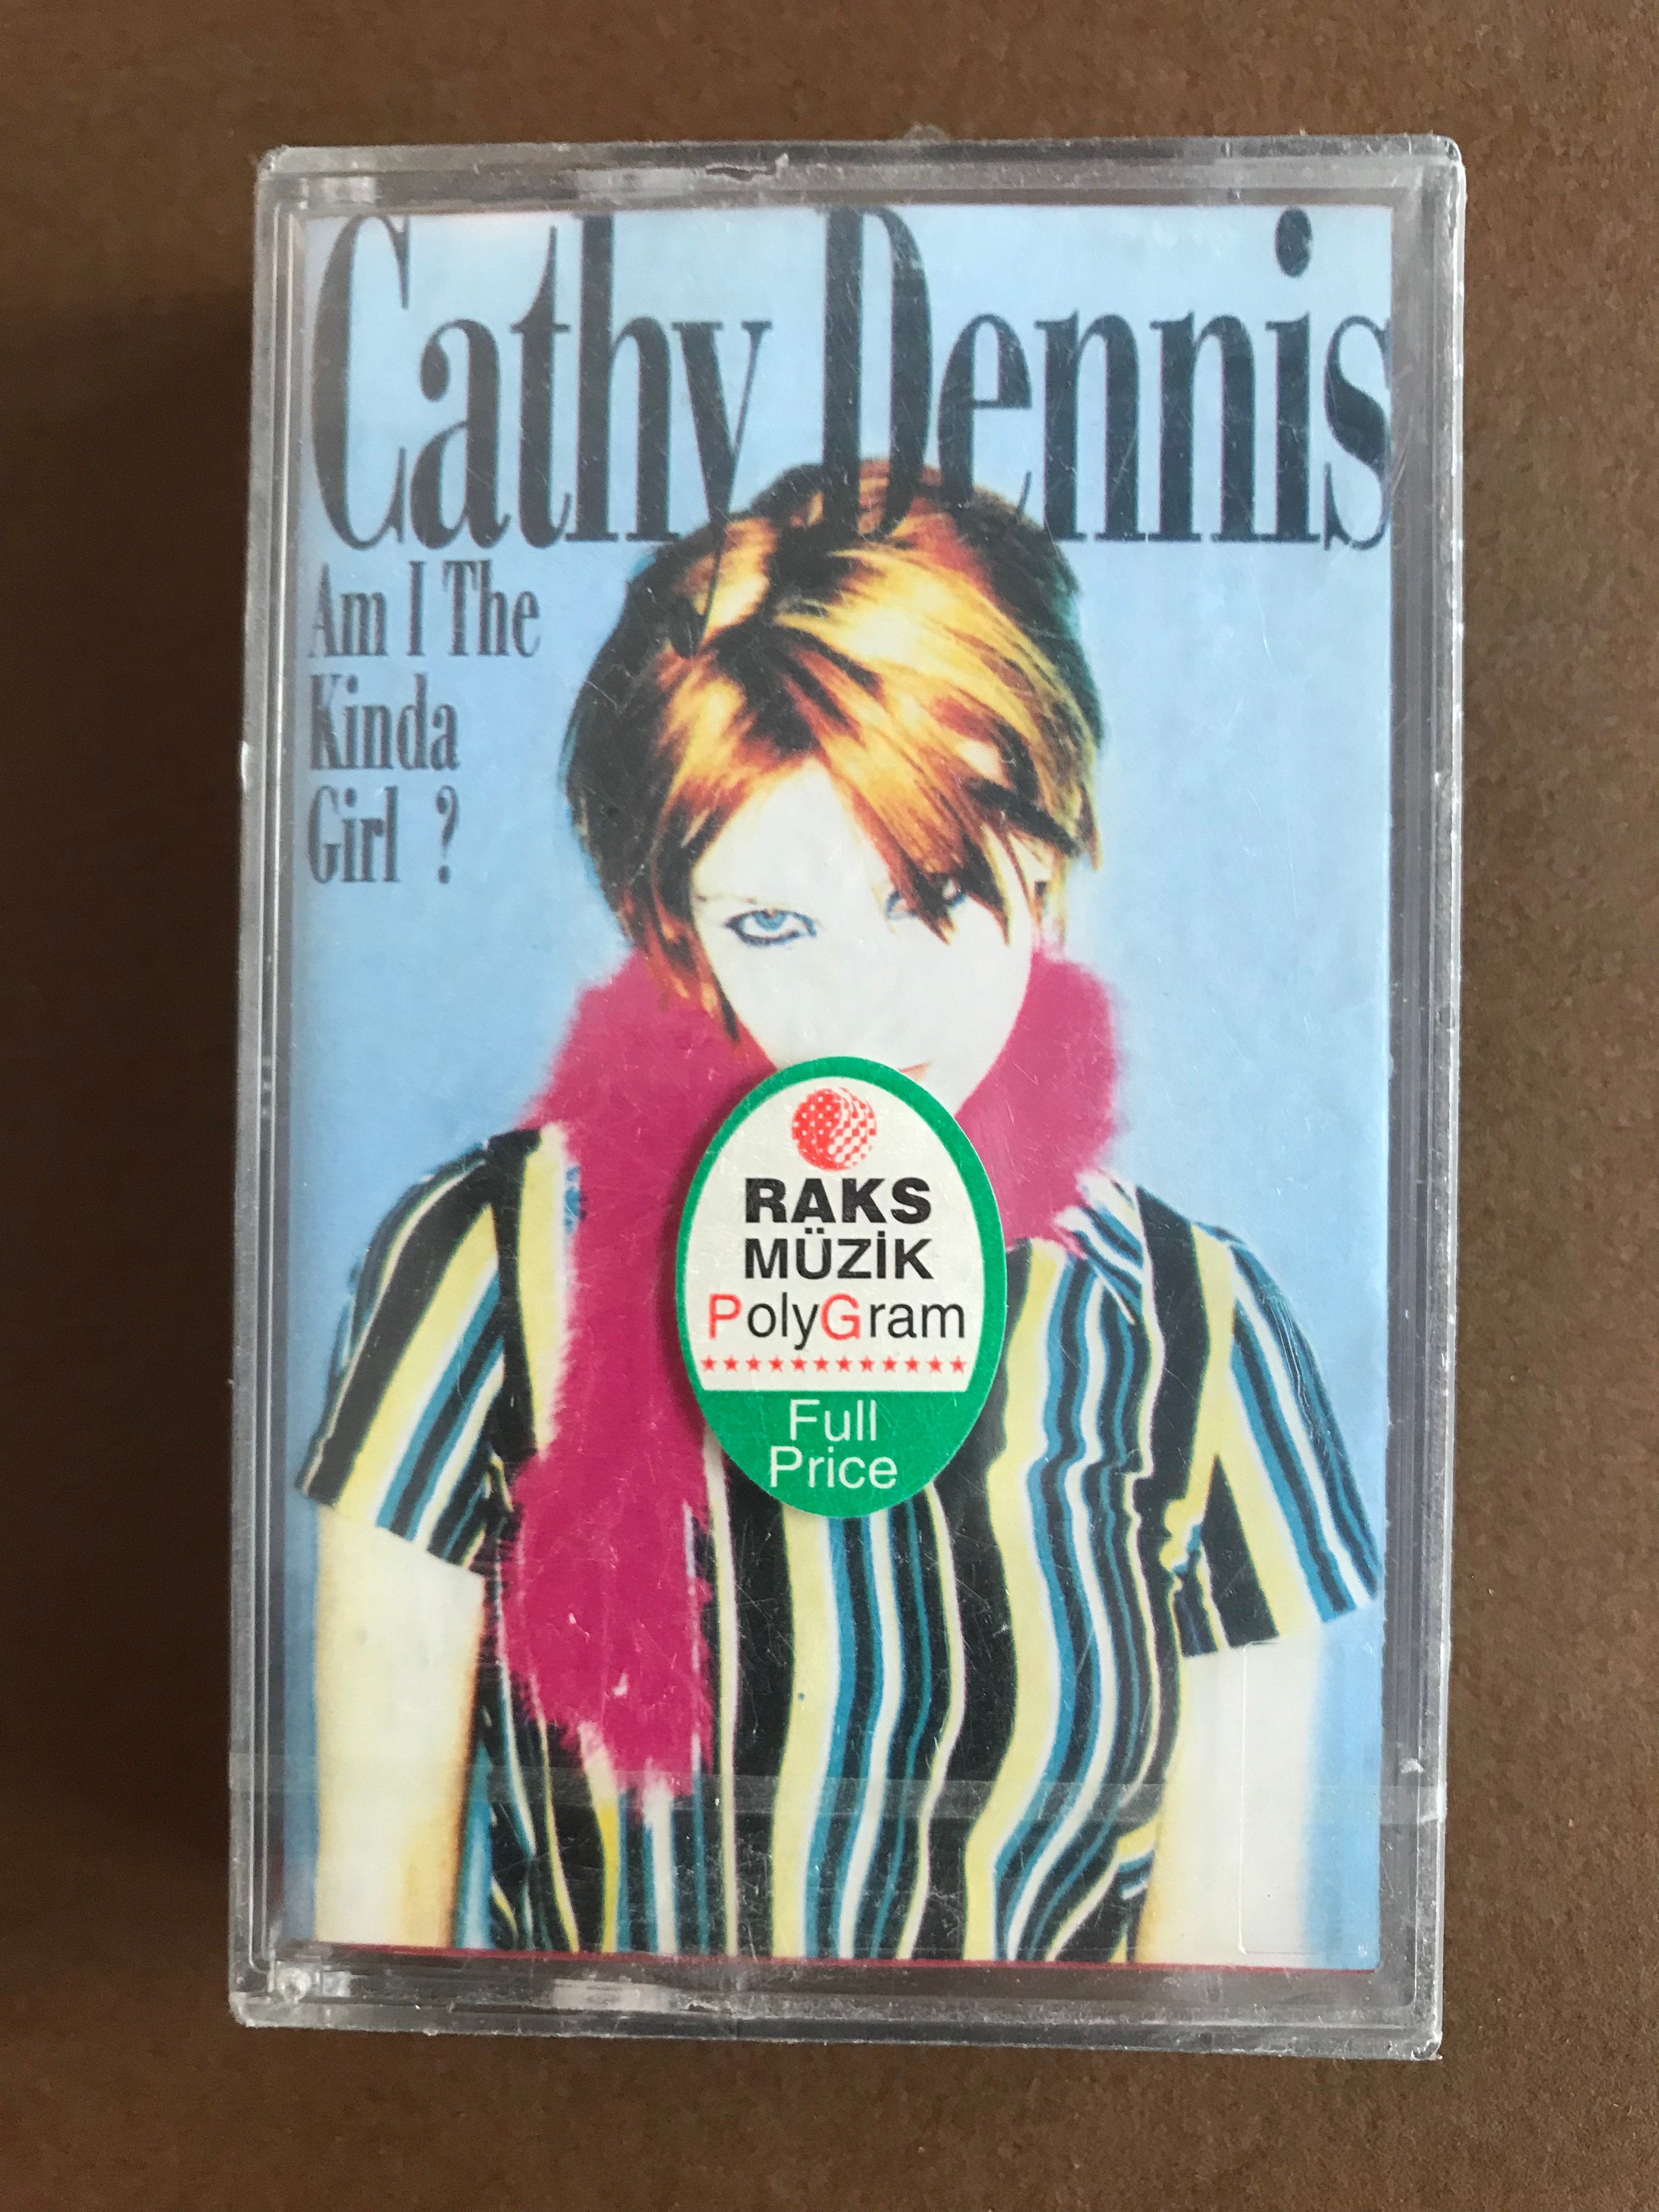 Cathy Dennis
Am I The
Kinda
Girl ?
RAKS
MÜZİK
PolyGram
Full
Price